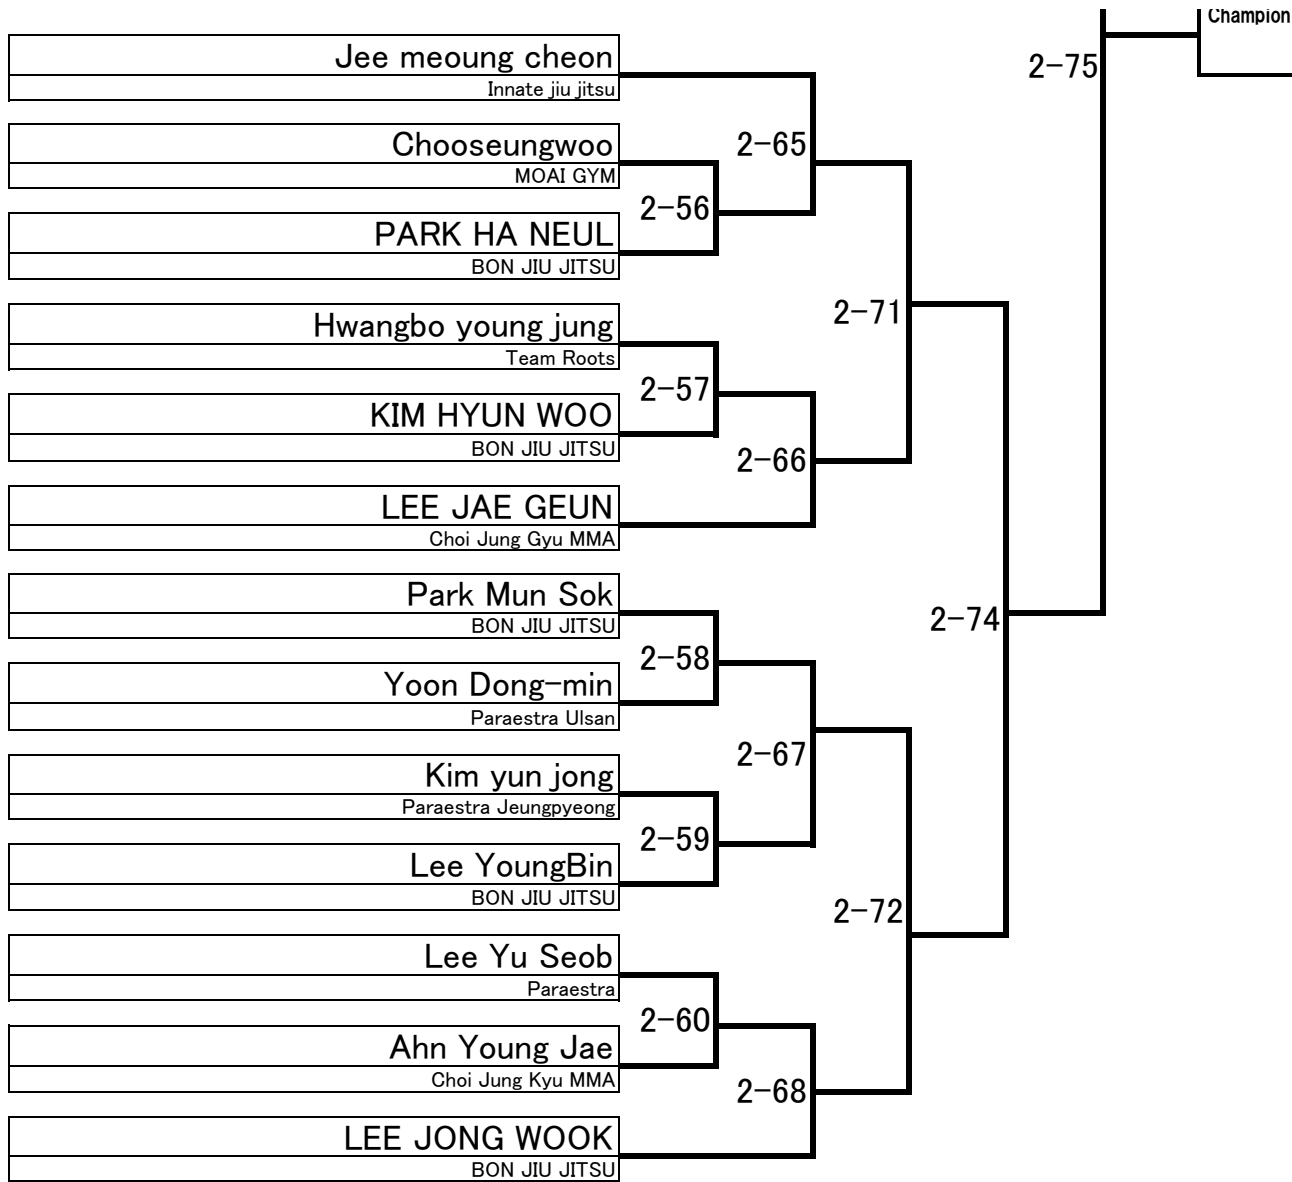 Champion
Jee meoung cheon
2-75
Innate jiu jitsu
Chooseungwoo
2-65
MOAI GYM
2-56
PARK HA NEUL
BON JIU JITSU
Hwangbo young jung
2-71
Team Roots
2-57
KIM HYUN WOO
BON JIU JITSU
2-66
LEE JAE GEUN
Choi Jung Gyu MMA
Park Mun Sok
2-74
BON JIU JITSU
2-58
Yoon Dong-min
Paraestra Ulsan
2-67
Kim yun jong
Paraestra Jeungpyeong
2-59
Lee YoungBin
BON JIU JITSU
2-72
Lee Yu Seob
Paraestra
2-60
Ahn Young Jae
Choi Jung Kyu MMA
2-68
LEE JONG WOOK
BON JIU JITSU